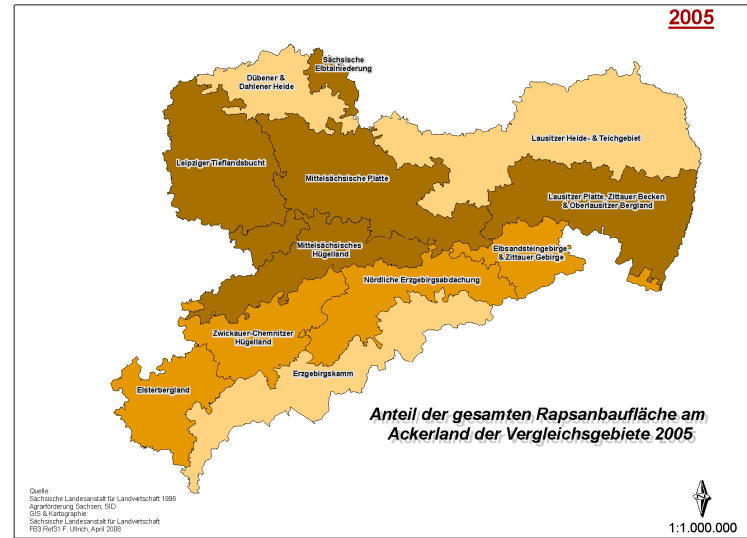 2005
Sächsische
Elbtalniederung
Dübener &
Dahlener Heide
Lausitzer Heide- & Teichgebiet
Leipziger Tieflandsbucht
Mittelsächsische Platte
Lausitzer Platte, Zittauer Becken
& Oberlausitzer Bergland
Mittelsächsisches
Hügelland
Elbsandsteingebirge
& Zittauer Gebirge
Nördliche Erzgebirgsabdachung
Zwickauer-Chemnitzer
Hügelland
Erzgebirgskamm
Elsterbergland
Anteil der gesamten Rapsanbaufläche am
Ackerland der Vergleichsgebiete 2005
Quelle:
Sächsische Landesanstalt für Landwirtschaft 1996
Agrarförderung Sachsen, SID
GIS & Kartographie:
Sächsische Landesanstalt für Landwirtschaft
FB3 Ref31 F. Ullrich, April 2008
1:1.000.000